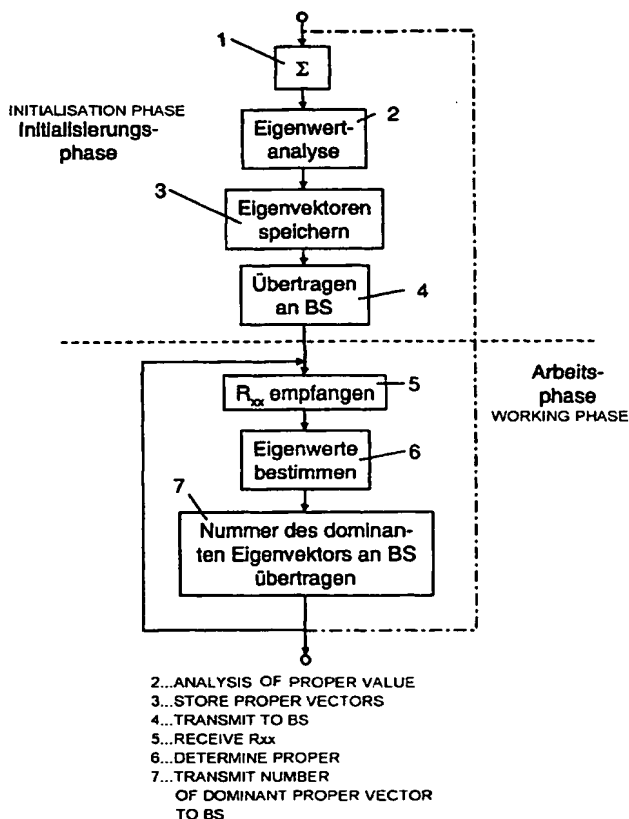 1
Σ
INITIALISATION PHASE
Initialisierungs-
phase
2
Eigenwert-
analyse
3
Eigenvektoren
speichern
Übertragen
an BS
4
Arbeits-
phase
WORKING PHASE
Rxx empfangen
5
Eigenwerte
bestimmen
6
7
Nummer des dominan-
ten Eigenvektors an BS
übertragen
2...ANALYSIS OF PROPER VALUE
3...STORE PROPER VECTORS
4...TRANSMIT TO BS
5...RECEIVE Rxx
6...DETERMINE PROPER
7...TRANSMIT NUMBER
OF DOMINANT PROPER VECTOR
TO BS